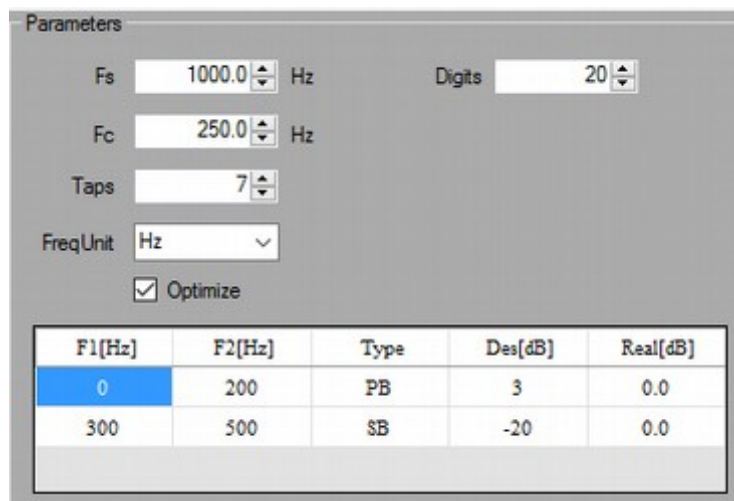 Parameters
Fs 1000.0 Hz Digits 20
Fc 250.0 Hz
Taps 7
FreqUnit Hz
Optimize
F1[Hz] F2[Hz] Type Des[dB] Real[dB]
0 200 PB 3 0.0
300 500 SB -20 0.0